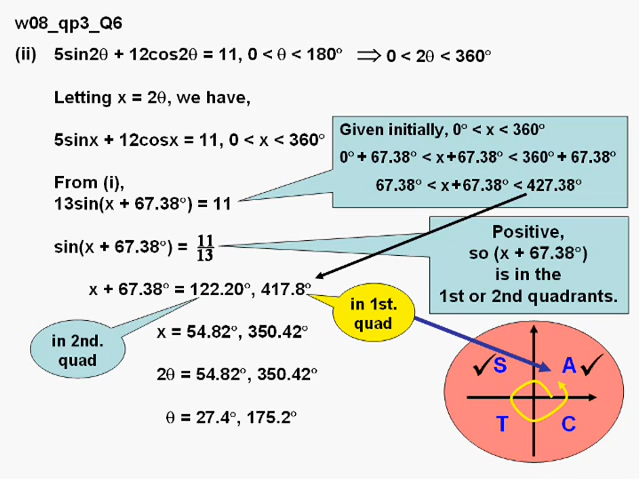 w08_qp3_Q6
(ii) 5sin2θ + 12cos2θ = 11, 0 < θ < 180° ⇒ 0 < 2θ < 360°
Letting x = 2θ, we have,
5sinx + 12cosx = 11, 0 < x < 360°
Given initially, 0° < x < 360°
0° + 67.38° < x + 67.38° < 360° + 67.38°
67.38° < x + 67.38° < 427.38°
From (i),
13sin(x + 67.38°) = 11
sin(x + 67.38°) = 11/13
Positive,
so (x + 67.38°)
is in the
1st or 2nd quadrants.
x + 67.38° = 122.20°, 417.8°
in 1st.
quad
in 2nd.
quad
x = 54.82°, 350.42°
2θ = 54.82°, 350.42°
θ = 27.4°, 175.2°
✓ S A ✓
T C